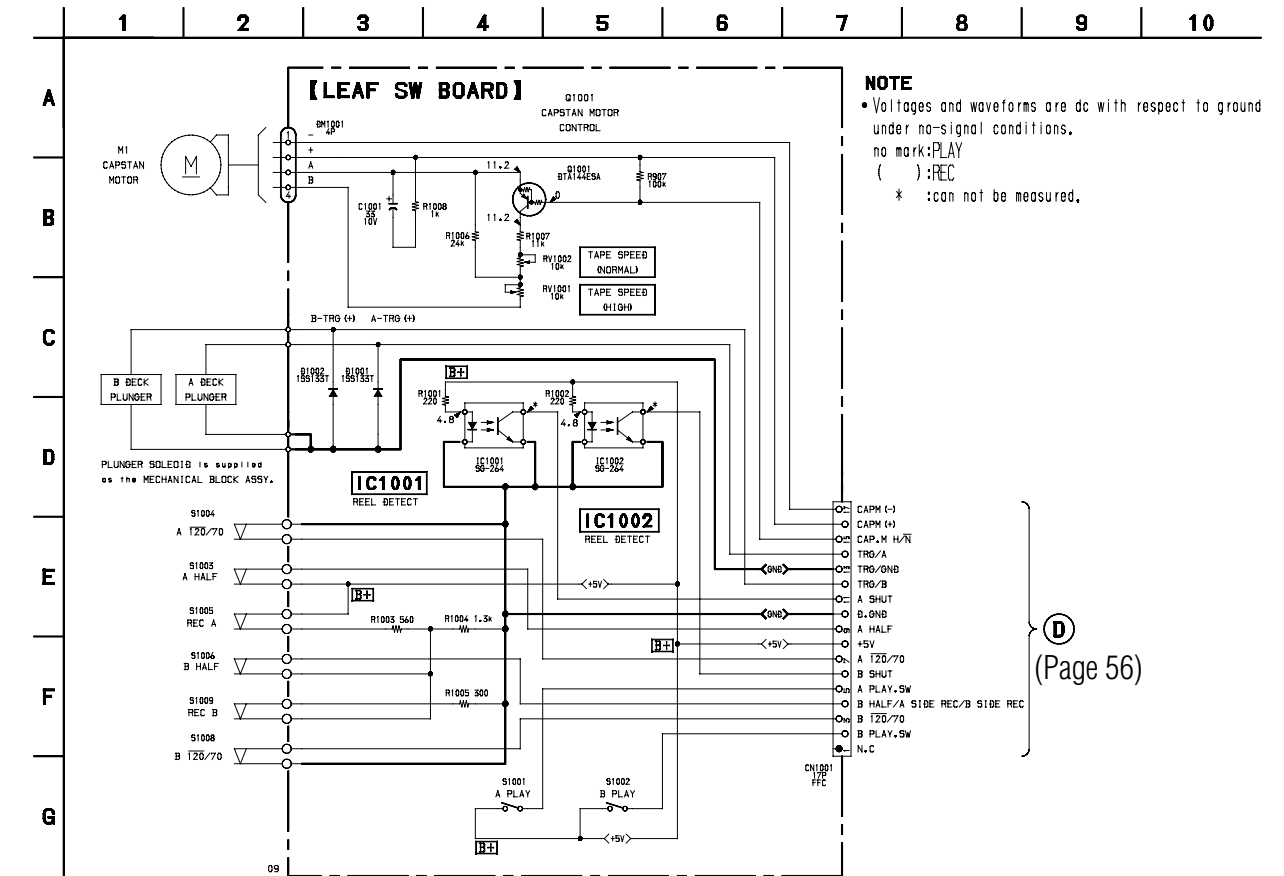 1 2 3 4 5 6 7 8 9 10
A
B
C
D
E
F
G
【LEAF SW BOARD】
Q1001
CAPSTAN MOTOR
CONTROL
NOTE
• Voltages and waveforms are dc with respect to ground
under no-signal conditions.
no mark:PLAY
( ) :REC
* :can not be measured.
M1
CAPSTAN
MOTOR
M
4P
1
4
-
+
A
B
C1001
33
10V
+
R1008
1k
R1006
24k
11.2
11.2
0
Q1001
DTA144ESA
R907
100k
R1007
11k
RV1002
10k
TAPE SPEED
(NORMAL)
RV1001
10k
TAPE SPEED
(HIGH)
B-TRG (+) A-TRG (+)
B DECK
PLUNGER
A DECK
PLUNGER
D1002
1SS133T
D1001
1SS133T
B+
R1001
220
R1002
220
4.8
*
4.8
*
IC1001
SG-264
IC1002
SG-264
PLUNGER SOLEOID is supplied
as the MECHANICAL BLOCK ASSY.
IC1001
REEL DETECT
IC1002
REEL DETECT
S1004
A 120/70
S1003
A HALF
S1005
REC A
S1006
B HALF
S1009
REC B
S1008
B 120/70
B+
+5V
R1003 560
R1004 1.3k
R1005 300
GND
GND
B+
+5V
CAPM (-)
CAPM (+)
CAP.M H/N
TRG/A
TRG/GND
TRG/B
A SHUT
D.GND
A HALF
+5V
A 120/70
B SHUT
A PLAY.SW
B HALF/A SIDE REC/B SIDE REC
B 120/70
B PLAY.SW
N.C
CN1001
17P
FFC
D
(Page 56)
S1001
A PLAY
S1002
B PLAY
+5V
B+
09